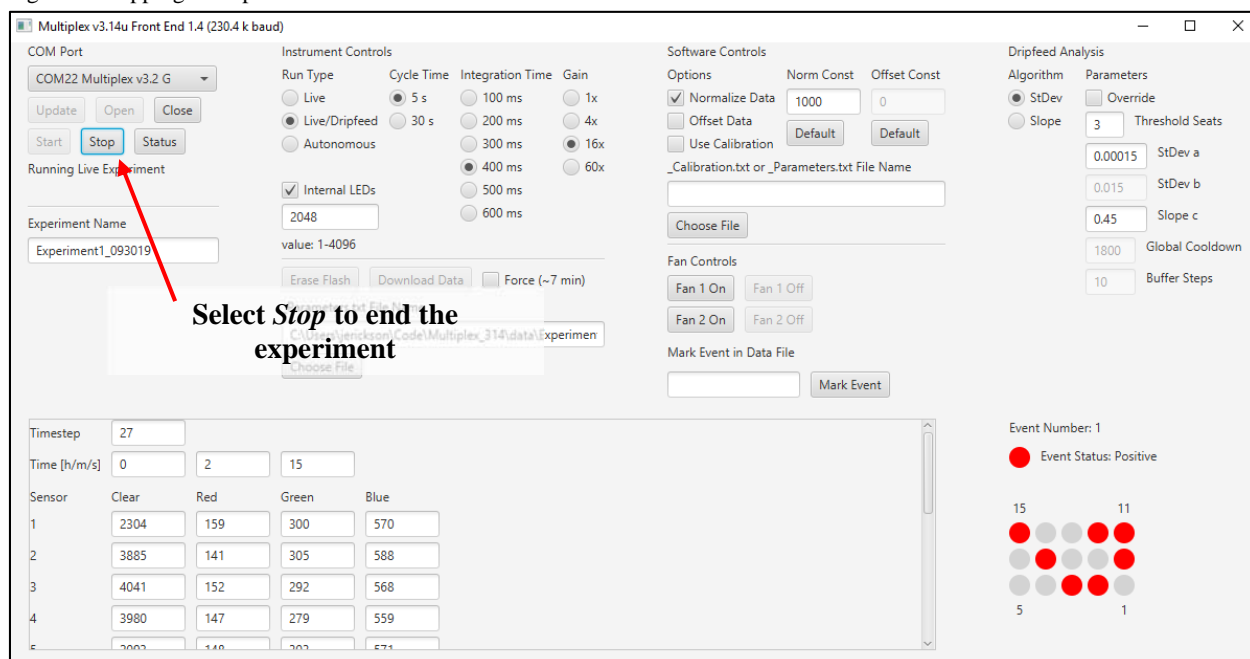 Multiplex v3.14u Front End 1.4 (230.4 k baud)
COM Port
COM22 Multiplex v3.2 G
Update Open Close
Start Stop Status
Running Live Experiment
Experiment Name
Experiment1_093019
Instrument Controls
Run Type Cycle Time Integration Time Gain
Live 5 s 100 ms 1x
Live/Dripfeed 30 s 200 ms 4x
Autonomous 300 ms 16x
400 ms 60x
Internal LEDs 500 ms
2048 600 ms
value: 1-4096
Erase Flash Download Data Force (~7 min)
_Parameters.txt File Name
C:\Users\jerickson\Code\Multiplex_314\data\Experimen
Choose File
Select Stop to end the
experiment
Software Controls
Options Norm Const Offset Const
Normalize Data 1000 0
Offset Data Default Default
Use Calibration
_Calibration.txt or _Parameters.txt File Name
Choose File
Fan Controls
Fan 1 On Fan 1 Off
Fan 2 On Fan 2 Off
Mark Event in Data File
Mark Event
Dripfeed Analysis
Algorithm Parameters
StDev Override
Slope 3 Threshold Seats
0.00015 StDev a
0.015 StDev b
0.45 Slope c
1800 Global Cooldown
10 Buffer Steps
Timestep 27
Time [h/m/s] 0 2 15
Sensor Clear Red Green Blue
1 2304 159 300 570
2 3885 141 305 588
3 4041 152 292 568
4 3980 147 279 559
Event Number: 1
Event Status: Positive
15 11
5 1